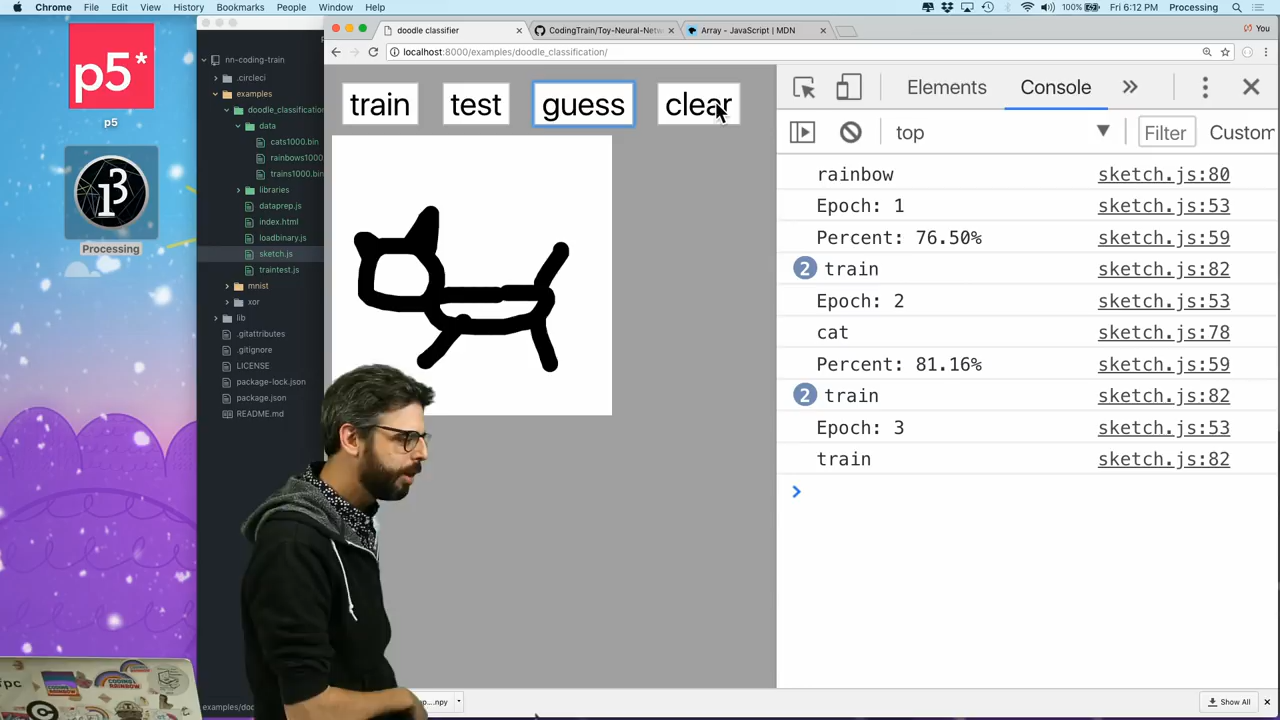 Chrome File Edit View History Bookmarks People Window Help
100% Fri 6:12 PM Processing
p5*
p5
Processing
nn-coding-train
.circleci
examples
doodle_classification
data
cats1000.bin
rainbows1000
trains1000.bin
libraries
dataprep.js
index.html
loadbinary.js
sketch.js
traintest.js
mnist
xor
lib
.gitattributes
.gitignore
LICENSE
package-lock.json
package.json
README.md
examples/doo
doodle classifier
CodingTrain/Toy-Neural-Netw
Array - JavaScript | MDN
You
localhost:8000/examples/doodle_classification/
train test guess clear
Elements Console
top Filter Custom
rainbow sketch.js:80
Epoch: 1 sketch.js:53
Percent: 76.50% sketch.js:59
2 train sketch.js:82
Epoch: 2 sketch.js:53
cat sketch.js:78
Percent: 81.16% sketch.js:59
2 train sketch.js:82
Epoch: 3 sketch.js:53
train sketch.js:82
p....npy
Show All